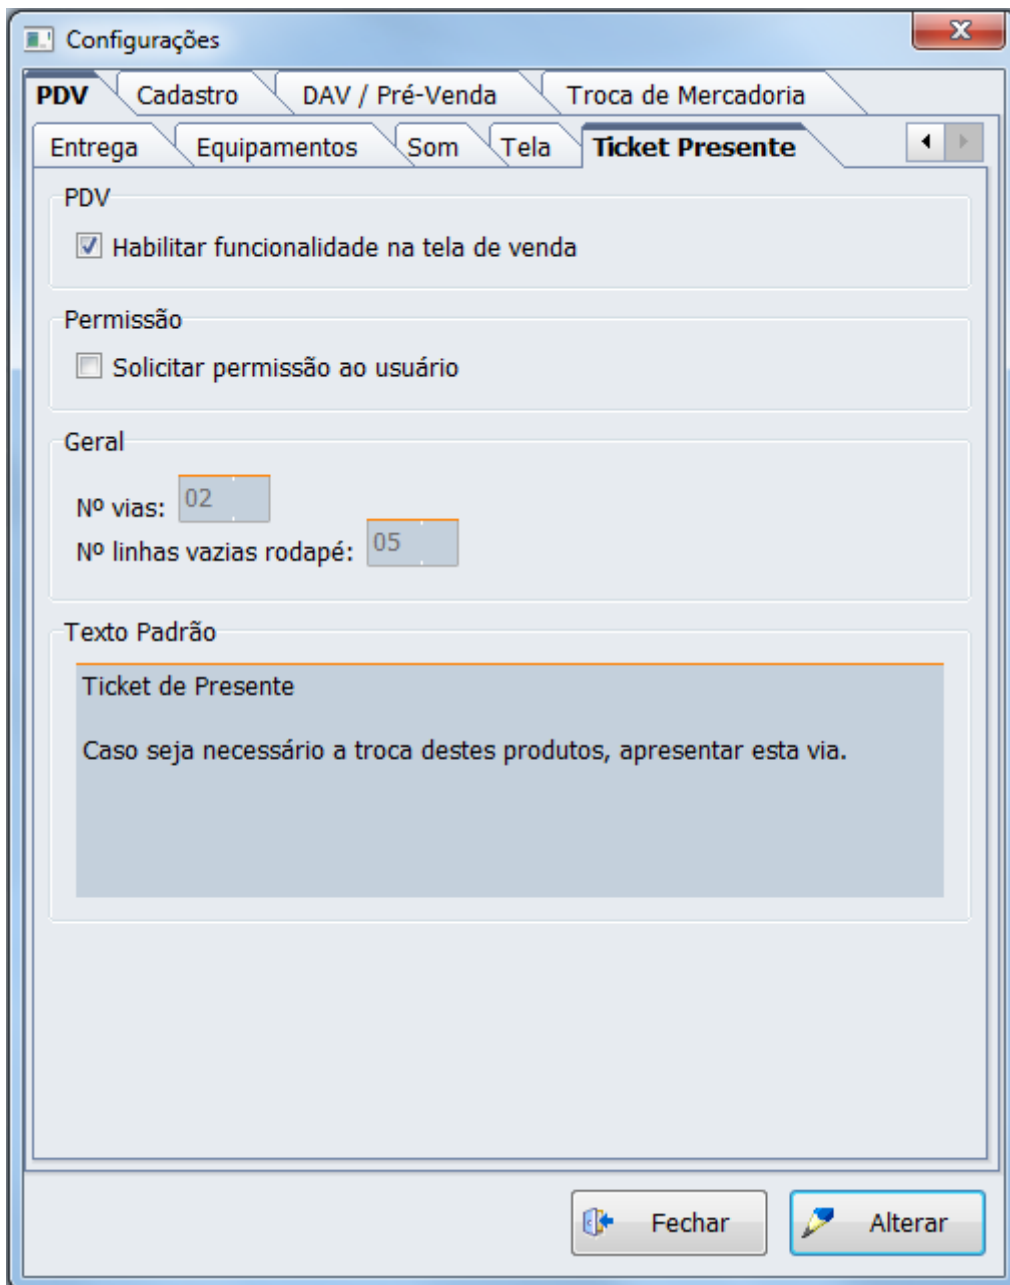 Configurações
PDV Cadastro DAV / Pré-Venda Troca de Mercadoria
Entrega Equipamentos Som Tela Ticket Presente
PDV
Habilitar funcionalidade na tela de venda
Permissão
Solicitar permissão ao usuário
Geral
Nº vias: 02
Nº linhas vazias rodapé: 05
Texto Padrão
Ticket de Presente
Caso seja necessário a troca destes produtos, apresentar esta via.
Fechar Alterar